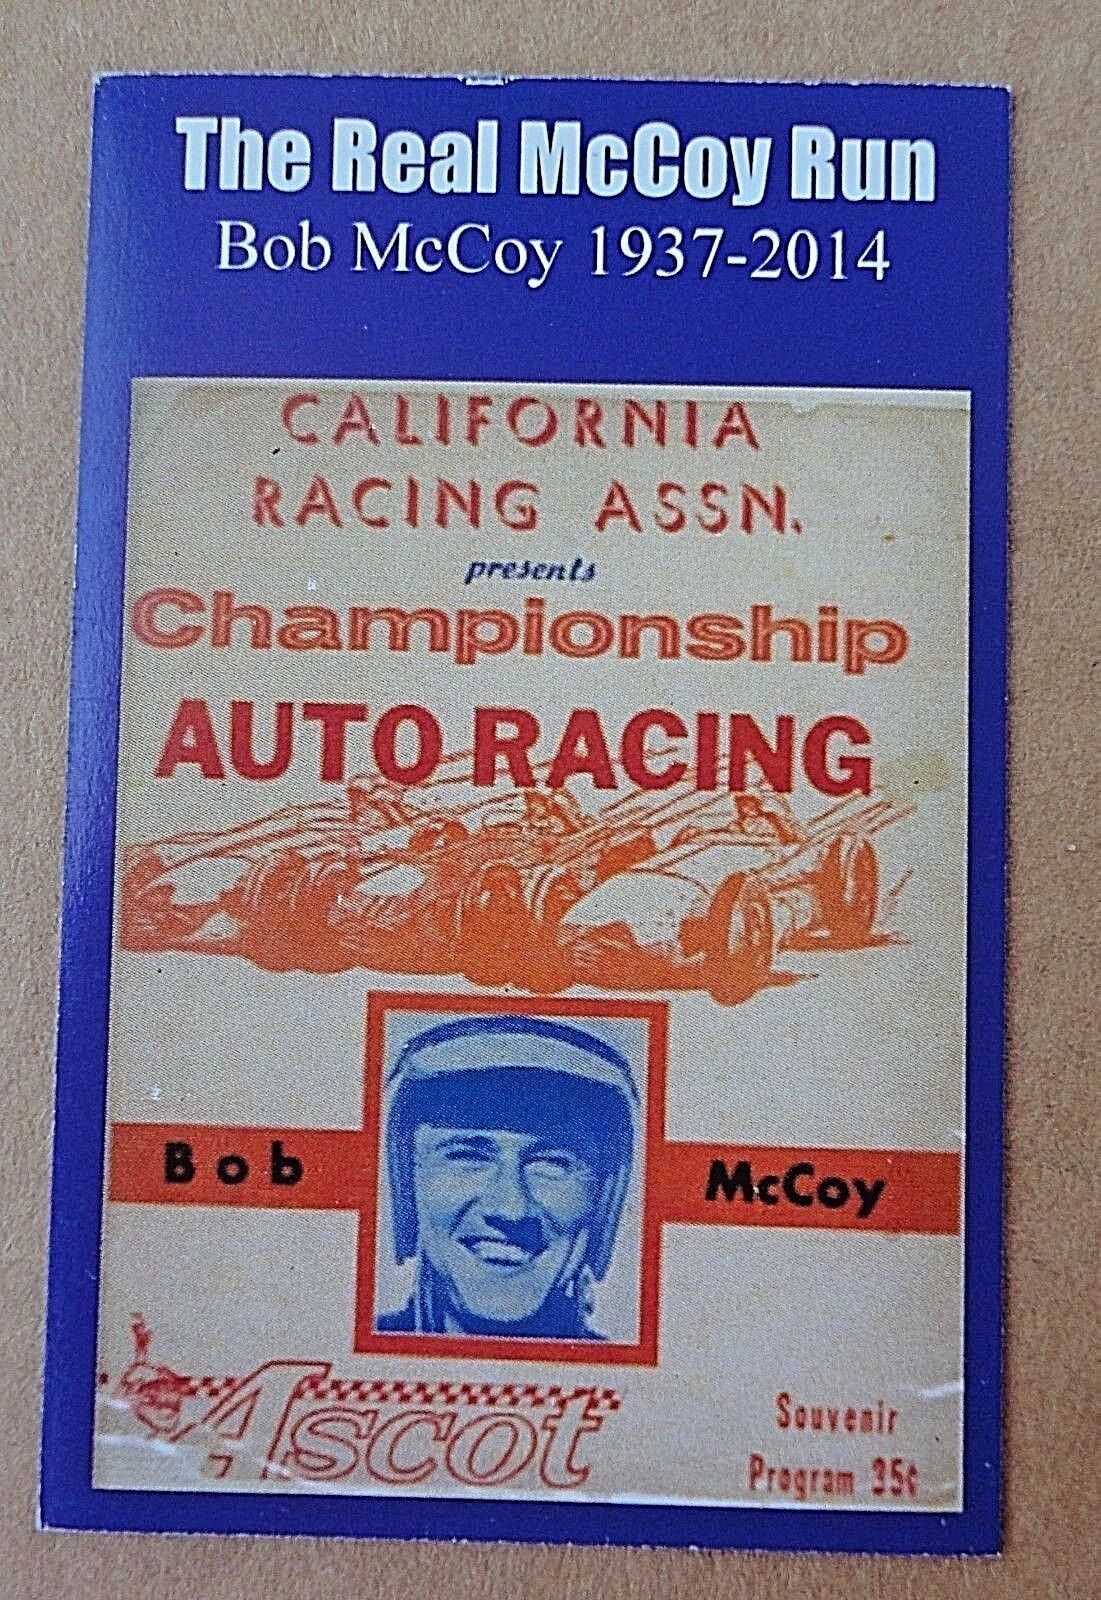 The Real McCoy Run
Bob McCoy 1937-2014
CALIFORNIA
RACING ASSN.
presents
Championship
AUTO RACING
Bob McCoy
Ascot
Souvenir
Program 35¢